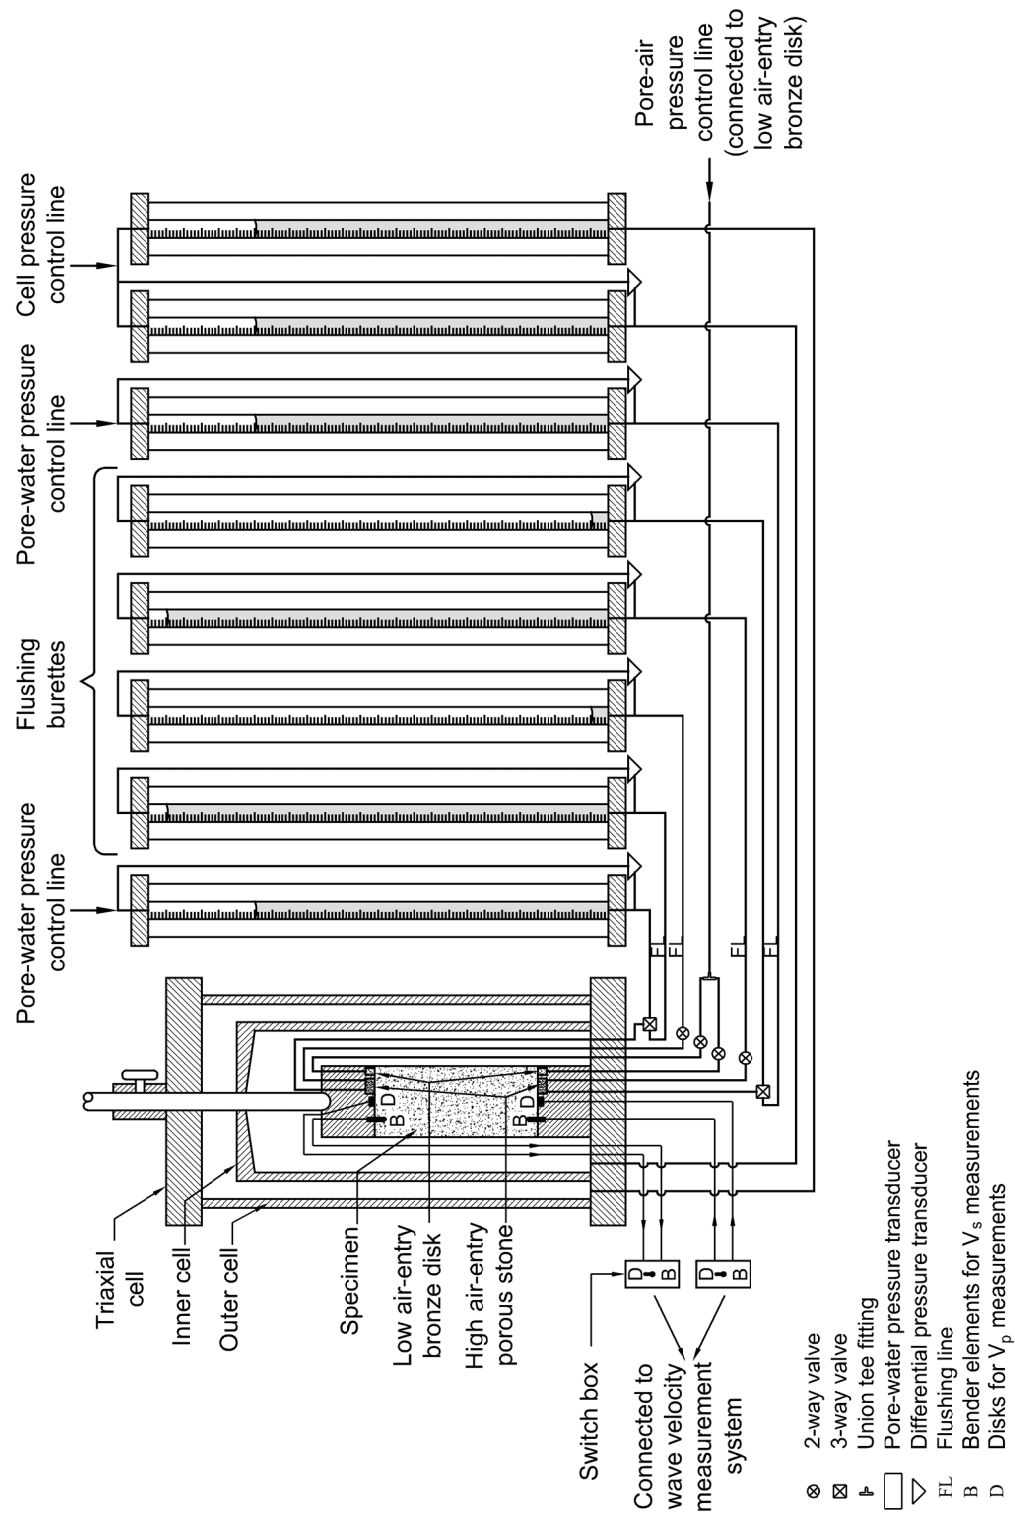 Pore-water pressure
control line
Flushing
burettes
Pore-water pressure
control line
Cell pressure
control line
Pore-air
pressure
control line
(connected to
low air-entry
bronze disk)
Triaxial
cell
Inner cell
Outer cell
Specimen
Low air-entry
bronze disk
High air-entry
porous stone
D
B
D
B
FL
FL
FL
FL
Switch box
D
B
D
B
Connected to
wave velocity
measurement
system
2-way valve
3-way valve
Union tee fitting
Pore-water pressure transducer
Differential pressure transducer
FL Flushing line
B Bender elements for Vs measurements
D Disks for Vp measurements